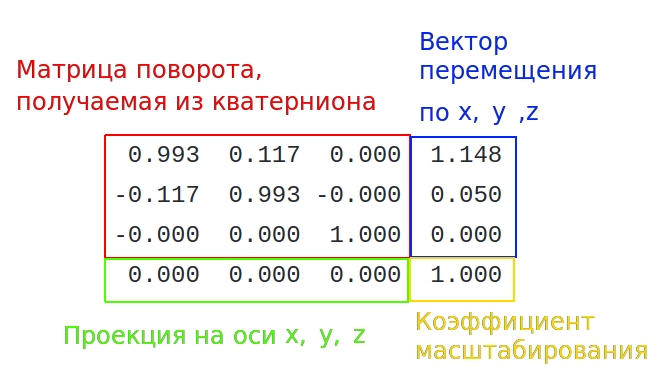 Вектор
перемещения
по x, y ,z
Матрица поворота,
получаемая из кватерниона
0.993 0.117 0.000 1.148
-0.117 0.993 -0.000 0.050
-0.000 0.000 1.000 0.000
0.000 0.000 0.000 1.000
Проекция на оси x, y, z
Коэффициент
масштабирования